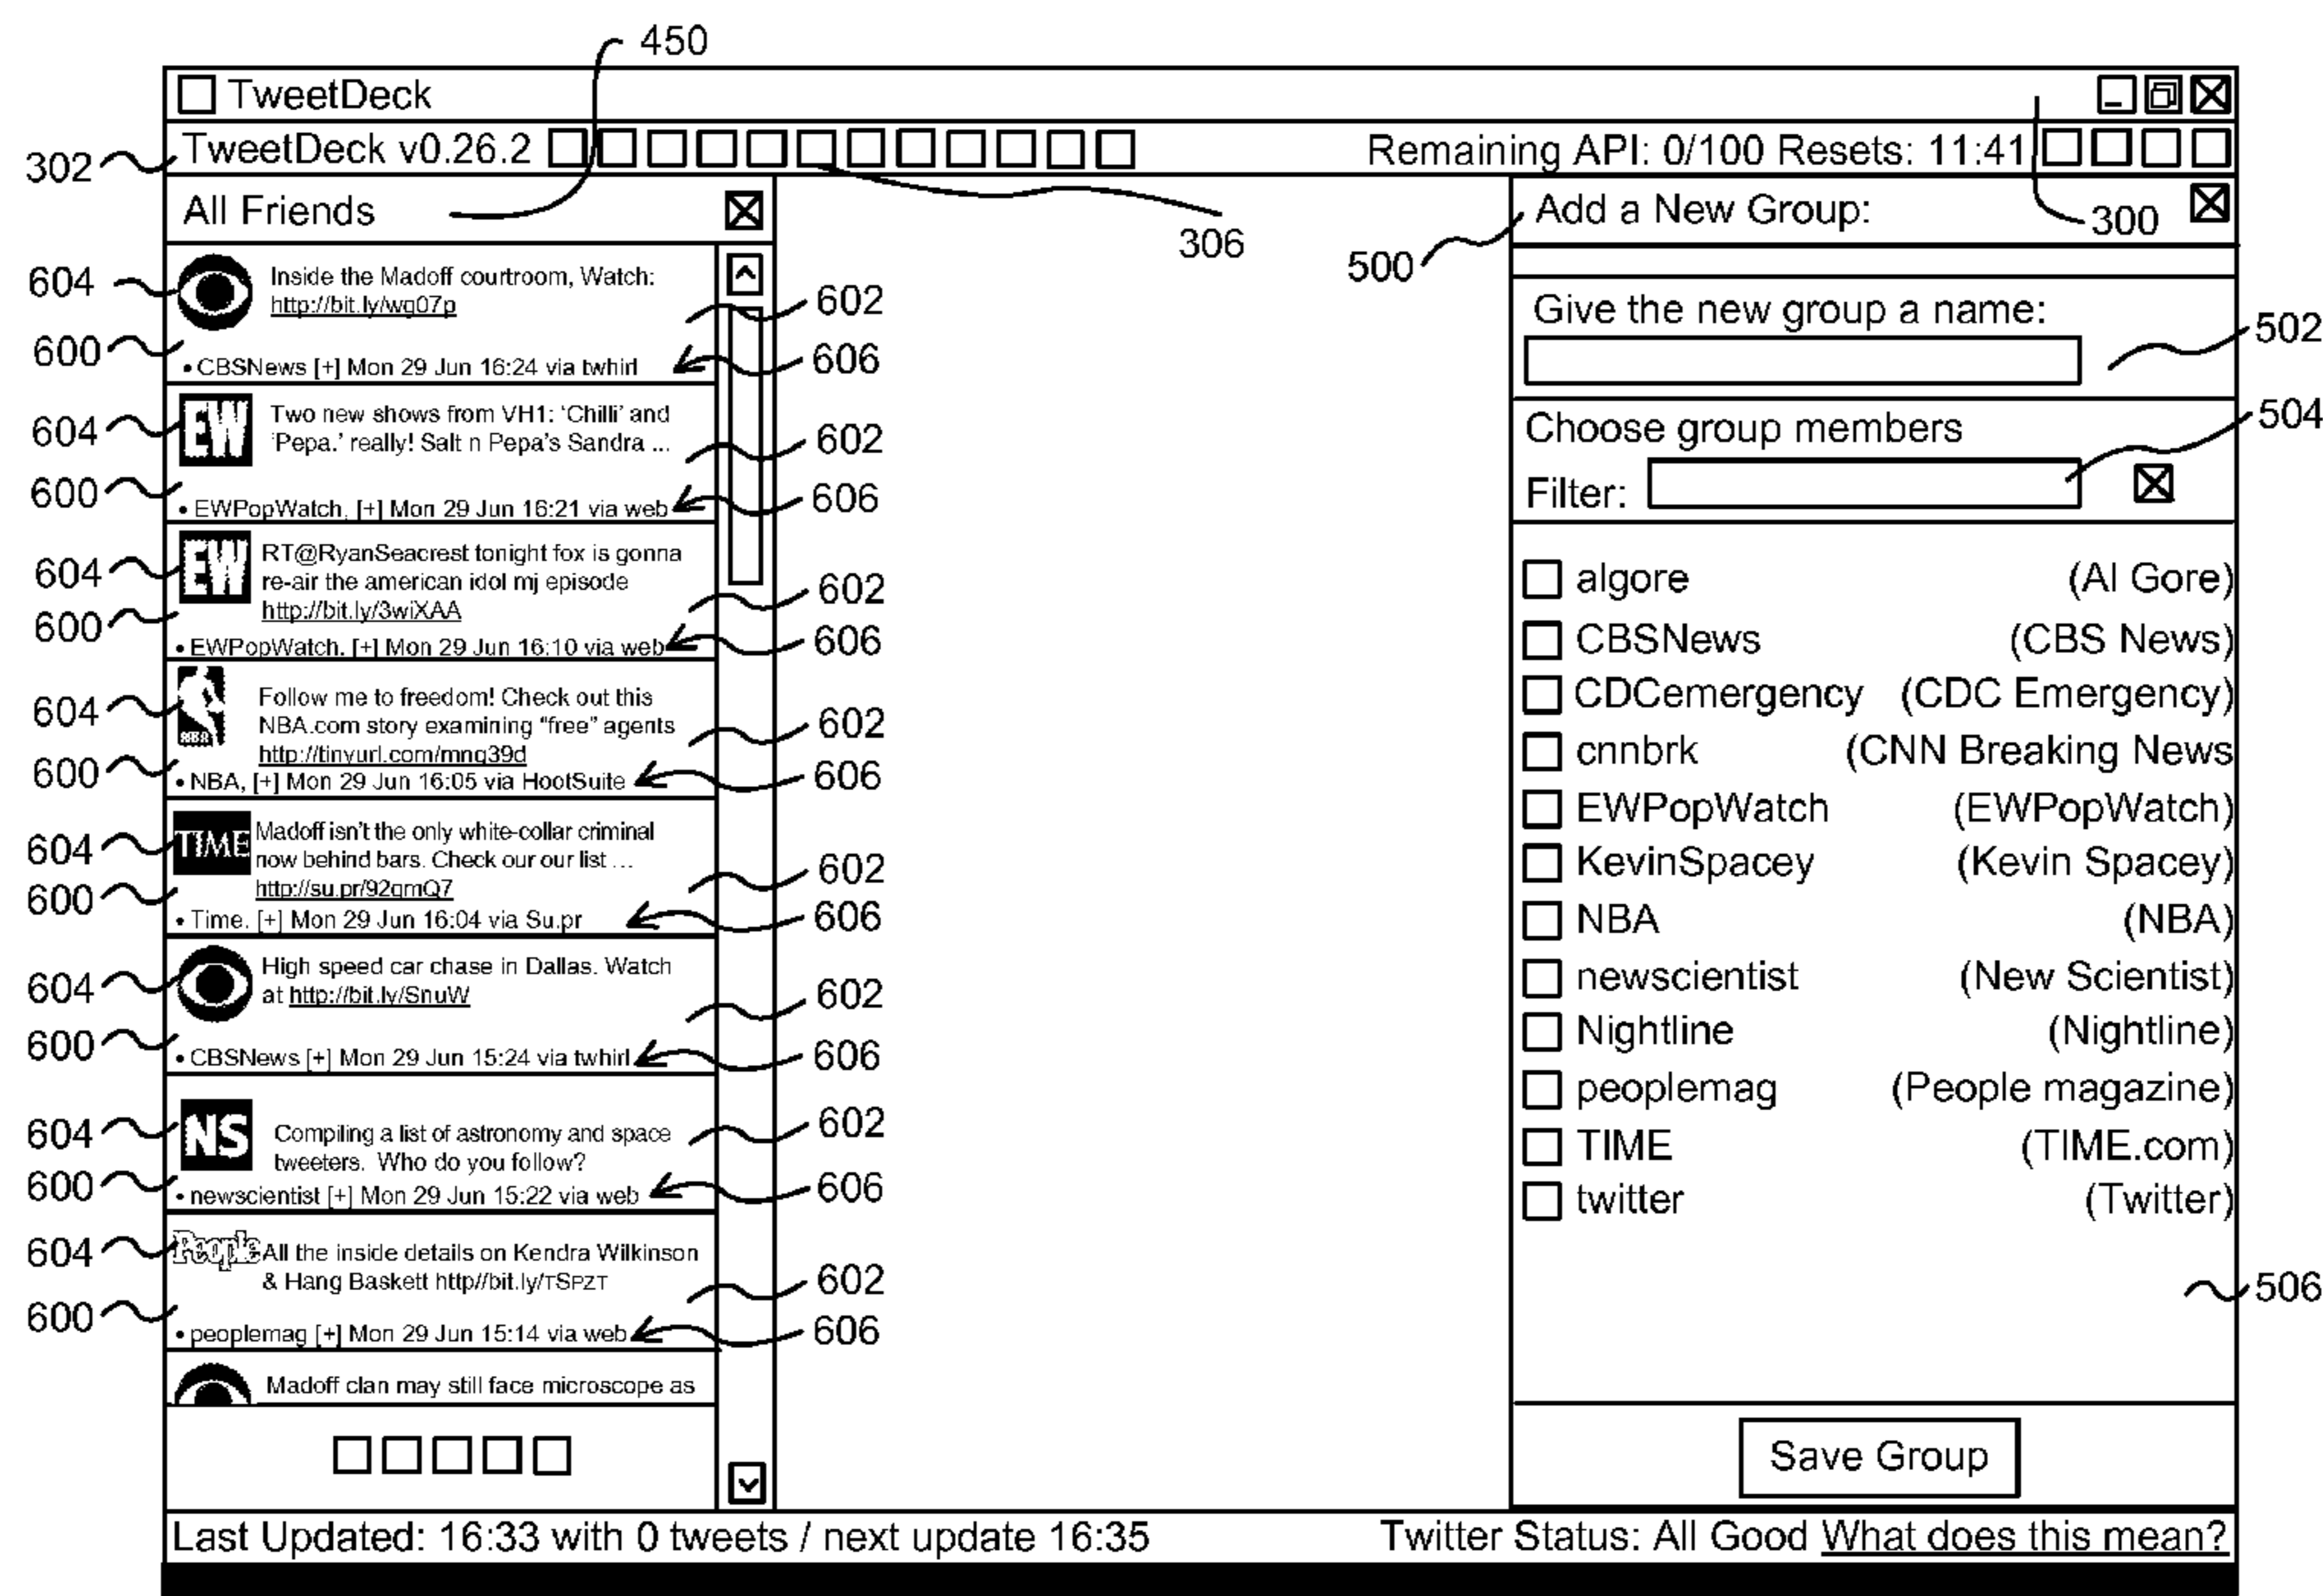 450
TweetDeck
302
TweetDeck v0.26.2
Remaining API: 0/100 Resets: 11:41
All Friends
306
500
Add a New Group:
300
604
Inside the Madoff courtroom, Watch:
http://bit.ly/wg07p
602
600
• CBSNews [+] Mon 29 Jun 16:24 via twhirl
606
604
EW
Two new shows from VH1: ‘Chilli’ and
‘Pepa.’ really! Salt n Pepa’s Sandra ...
602
600
• EWPopWatch, [+] Mon 29 Jun 16:21 via web
606
604
EW
RT@RyanSeacrest tonight fox is gonna
re-air the american idol mj episode
http://bit.ly/3wiXAA
602
600
• EWPopWatch. [+] Mon 29 Jun 16:10 via web
606
604
NBA
Follow me to freedom! Check out this
NBA.com story examining “free” agents
http://tinyurl.com/mnq39d
602
600
• NBA, [+] Mon 29 Jun 16:05 via HootSuite
606
604
TIME
Madoff isn’t the only white-collar criminal
now behind bars. Check our our list ...
http://su.pr/92qmQ7
602
600
• Time. [+] Mon 29 Jun 16:04 via Su.pr
606
604
High speed car chase in Dallas. Watch
at http://bit.ly/SnuW
602
600
• CBSNews [+] Mon 29 Jun 15:24 via twhirl
606
604
NS
Compiling a list of astronomy and space
tweeters. Who do you follow?
602
600
• newscientist [+] Mon 29 Jun 15:22 via web
606
604
People
All the inside details on Kendra Wilkinson
& Hang Baskett http//bit.ly/TSPZT
602
600
• peoplemag [+] Mon 29 Jun 15:14 via web
606
Madoff clan may still face microscope as
Give the new group a name:
502
Choose group members
504
Filter:
algore (Al Gore)
CBSNews (CBS News)
CDCemergency (CDC Emergency)
cnnbrk (CNN Breaking News
EWPopWatch (EWPopWatch)
KevinSpacey (Kevin Spacey)
NBA (NBA)
newscientist (New Scientist)
Nightline (Nightline)
peoplemag (People magazine)
TIME (TIME.com)
twitter (Twitter)
506
Save Group
Last Updated: 16:33 with 0 tweets / next update 16:35
Twitter Status: All Good What does this mean?